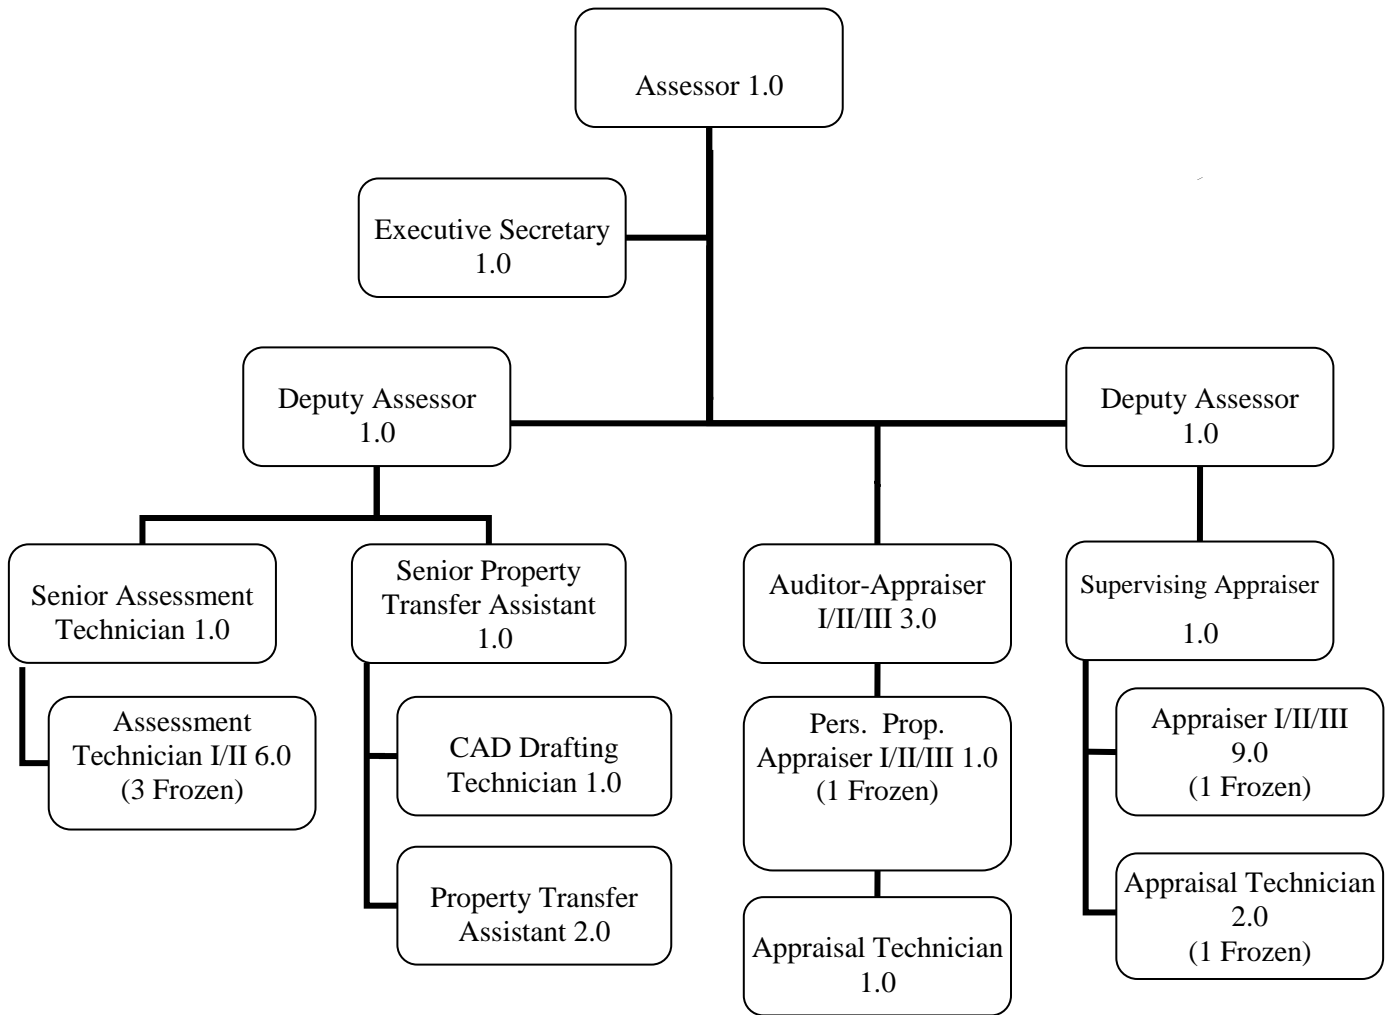 Assessor 1.0
Executive Secretary
1.0
Deputy Assessor
1.0
Deputy Assessor
1.0
Senior Assessment
Technician 1.0
Senior Property
Transfer Assistant
1.0
Auditor-Appraiser
I/II/III 3.0
Supervising Appraiser
1.0
Assessment
Technician I/II 6.0
(3 Frozen)
CAD Drafting
Technician 1.0
Property Transfer
Assistant 2.0
Pers. Prop.
Appraiser I/II/III 1.0
(1 Frozen)
Appraisal Technician
1.0
Appraiser I/II/III
9.0
(1 Frozen)
Appraisal Technician
2.0
(1 Frozen)